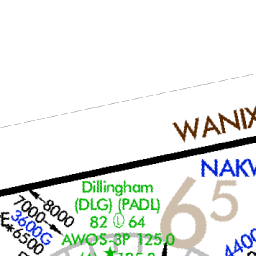 WANIX
NAKW
Dillingham
(DLG) (PADL)
82 64
AWOS-3P 125.0
65
8000
7000
3600G
*6500
4400